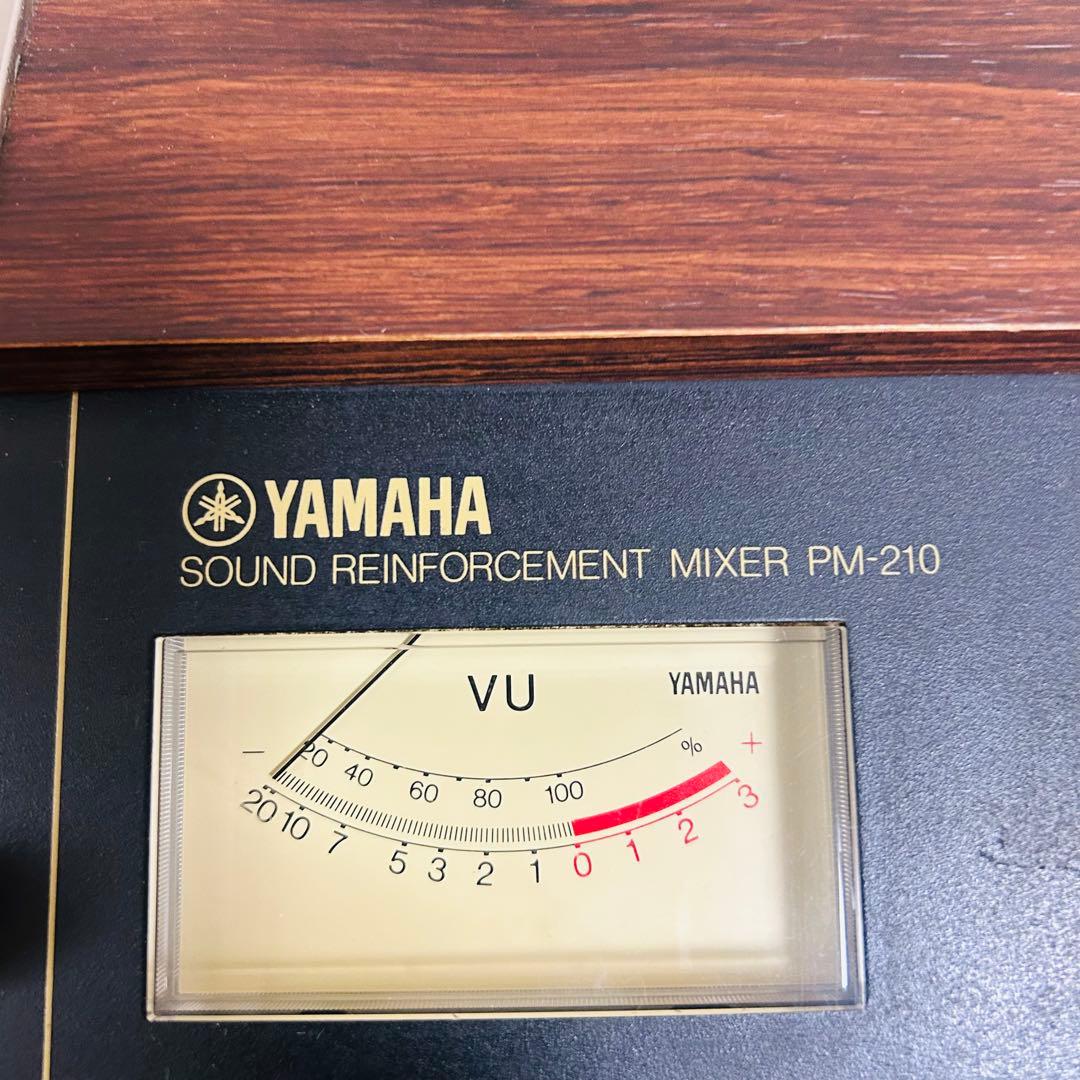 YAMAHA
SOUND REINFORCEMENT MIXER PM-210
VU YAMAHA
− 20 40 60 80 100 % +
20 10 7 5 3 2 1 0 1 2 3